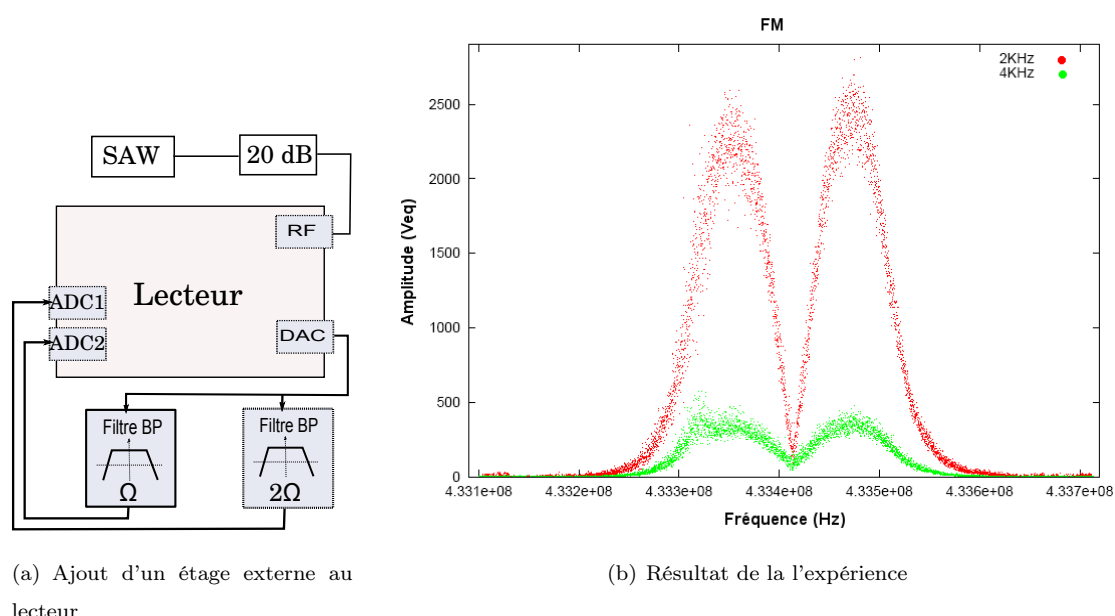 SAW
20 dB
RF
Lecteur
ADC1
ADC2
DAC
Filtre BP
Ω
Filtre BP
2Ω
(a) Ajout d'un étage externe au
lecteur
FM
2KHz
4KHz
Amplitude (Veq)
2500
2000
1500
1000
500
0
4.331e+08 4.332e+08 4.333e+08 4.334e+08 4.335e+08 4.336e+08 4.337e+08
Fréquence (Hz)
(b) Résultat de la l'expérience